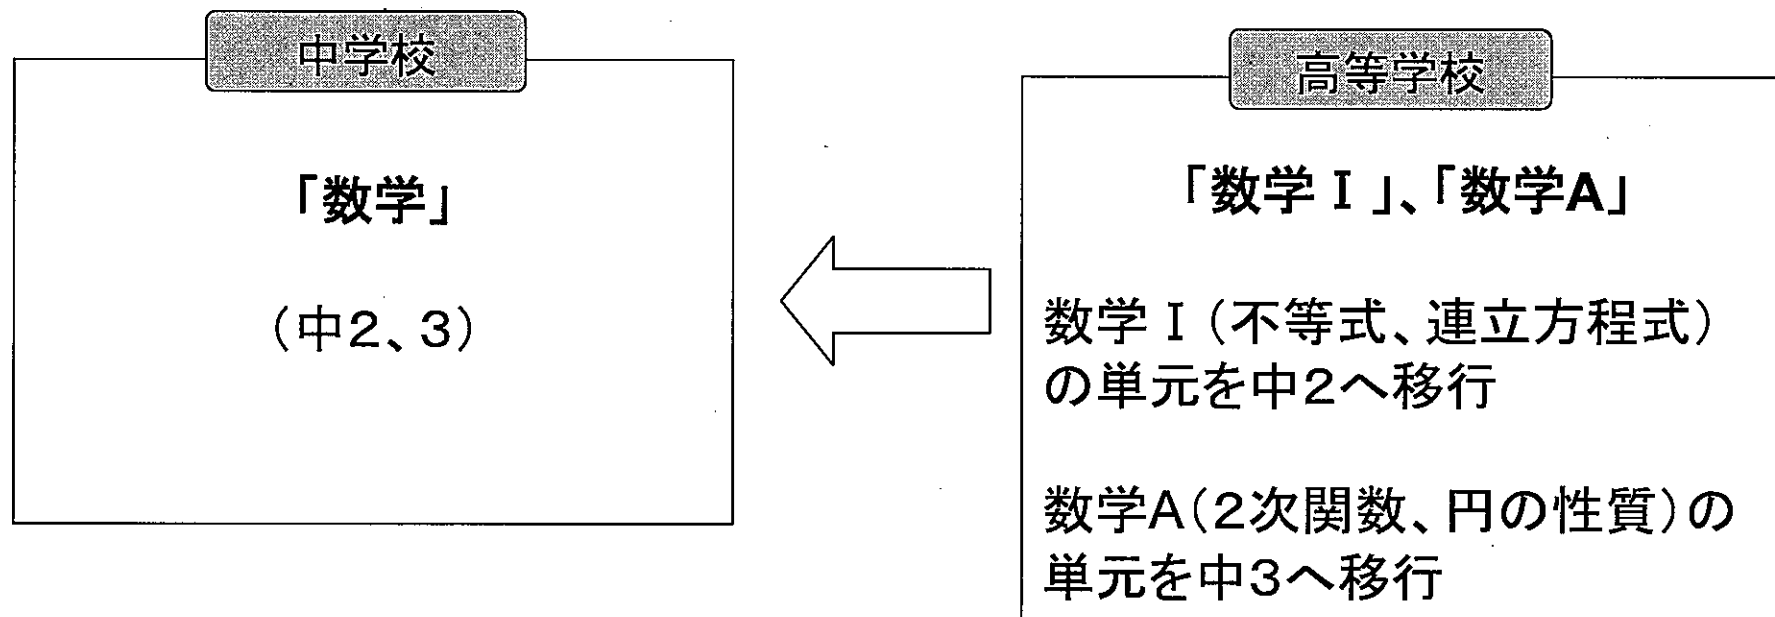 中学校
「数学」
（中２、３）
高等学校
「数学Ⅰ」、「数学A」
数学Ⅰ（不等式、連立方程式）
の単元を中２へ移行
数学A（２次関数、円の性質）の
単元を中３へ移行